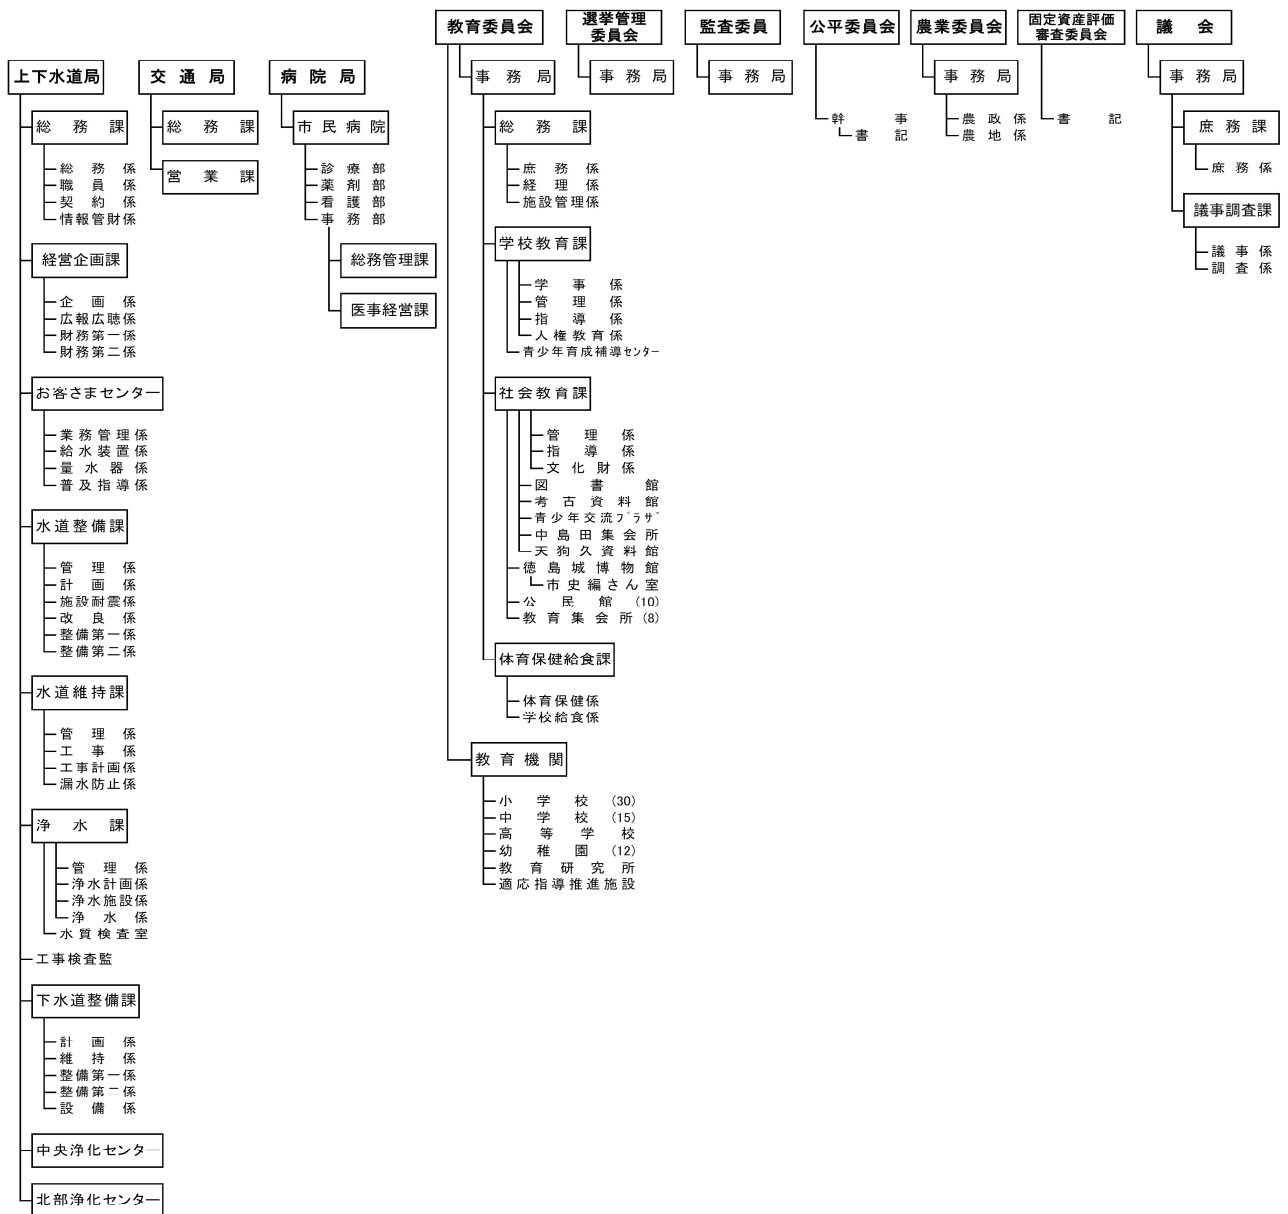 上下水道局
総務課
総務係
職員係
契約係
情報管財係
経営企画課
企画係
広報広聴係
財務第一係
財務第二係
お客さまセンター
業務管理係
給水装置係
量水器係
普及指導係
水道整備課
管理係
計画係
施設耐震係
改良係
整備第一係
整備第二係
水道維持課
管理係
工事係
工事計画係
漏水防止係
浄水課
管理係
浄水計画係
浄水施設係
浄水係
水質検査室
工事検査監
下水道整備課
計画係
維持係
整備第一係
整備第二係
設備係
中央浄化センター
北部浄化センター
交通局
総務課
営業課
病院局
市民病院
診療部
薬剤部
看護部
事務部
総務管理課
医事経営課
教育委員会
事務局
総務課
庶務係
経理係
施設管理係
学校教育課
学事係
管理係
指導係
人権教育係
青少年育成補導ｾﾝﾀｰ
社会教育課
管理係
指導係
文化財係
図書館
考古資料館
青少年交流ﾌﾟﾗｻﾞ
中島田集会所
天狗久資料館
徳島城博物館
市史編さん室
公民館 (10)
教育集会所 (8)
体育保健給食課
体育保健係
学校給食係
教育機関
小学校 (30)
中学校 (15)
高等学校
幼稚園 (12)
教育研究所
適応指導推進施設
選挙管理
委員会
事務局
監査委員
事務局
公平委員会
幹事
書記
農業委員会
事務局
農政係
農地係
固定資産評価
審査委員会
書記
議会
事務局
庶務課
庶務係
議事調査課
議事係
調査係